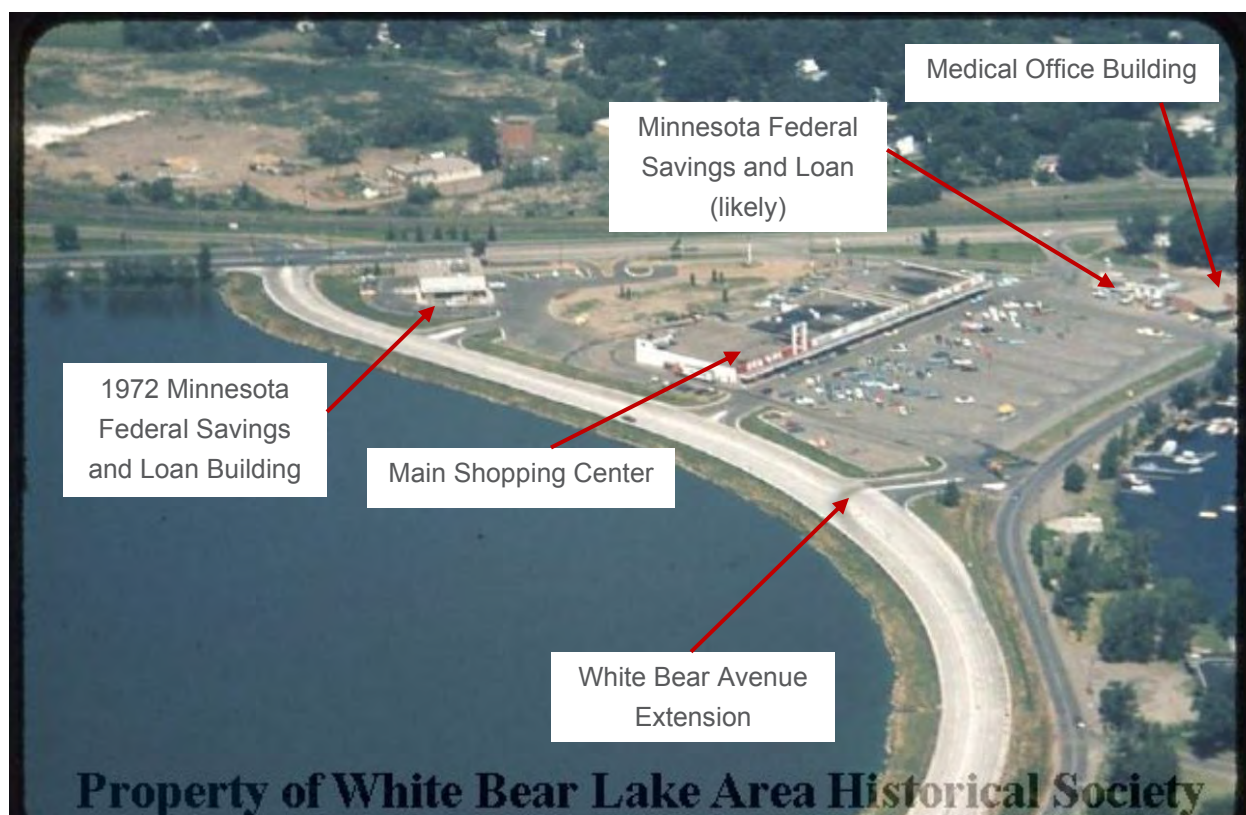 Medical Office Building
Minnesota Federal
Savings and Loan
(likely)
1972 Minnesota
Federal Savings
and Loan Building
Main Shopping Center
White Bear Avenue
Extension
Property of White Bear Lake Area Historical Society